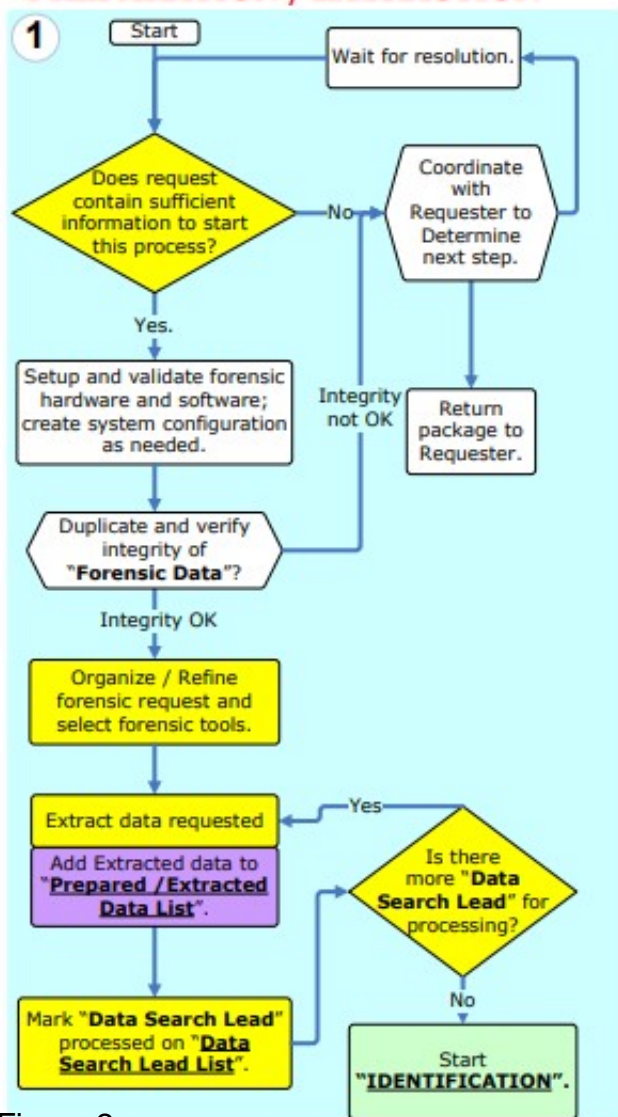 1
Start
Wait for resolution.
Does request
contain sufficient
information to start
this process?
No
Coordinate
with
Requester to
Determine
next step.
Yes.
Setup and validate forensic
hardware and software;
create system configuration
as needed.
Integrity
not OK
Return
package to
Requester.
Duplicate and verify
integrity of
"Forensic Data"?
Integrity OK
Organize / Refine
forensic request and
select forensic tools.
Extract data requested
Yes
Add Extracted data to
"Prepared /Extracted
Data List".
Is there
more "Data
Search Lead" for
processing?
Mark "Data Search Lead"
processed on "Data
Search Lead List".
No
Start
"IDENTIFICATION".